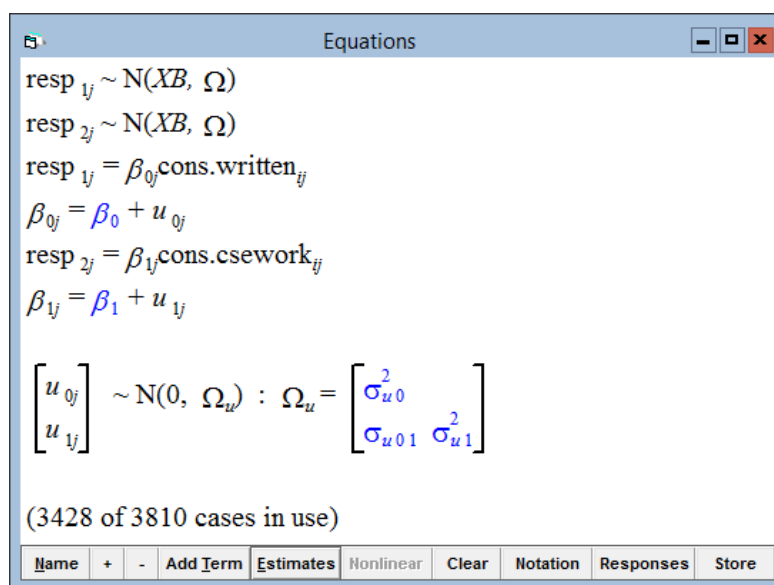 Equations
resp ₁ⱼ ~ N(XB, Ω)
resp ₂ⱼ ~ N(XB, Ω)
resp ₁ⱼ = β₀ⱼcons.writtenᵢⱼ
β₀ⱼ = β₀ + u ₀ⱼ
resp ₂ⱼ = β₁ⱼcons.cseworkᵢⱼ
β₁ⱼ = β₁ + u ₁ⱼ
[u ₀ⱼ
u ₁ⱼ] ~ N(0, Ωᵤ) : Ωᵤ = [σ²ᵤ₀
σᵤ₀₁ σ²ᵤ₁]
(3428 of 3810 cases in use)
Name + - Add Term Estimates Nonlinear Clear Notation Responses Store